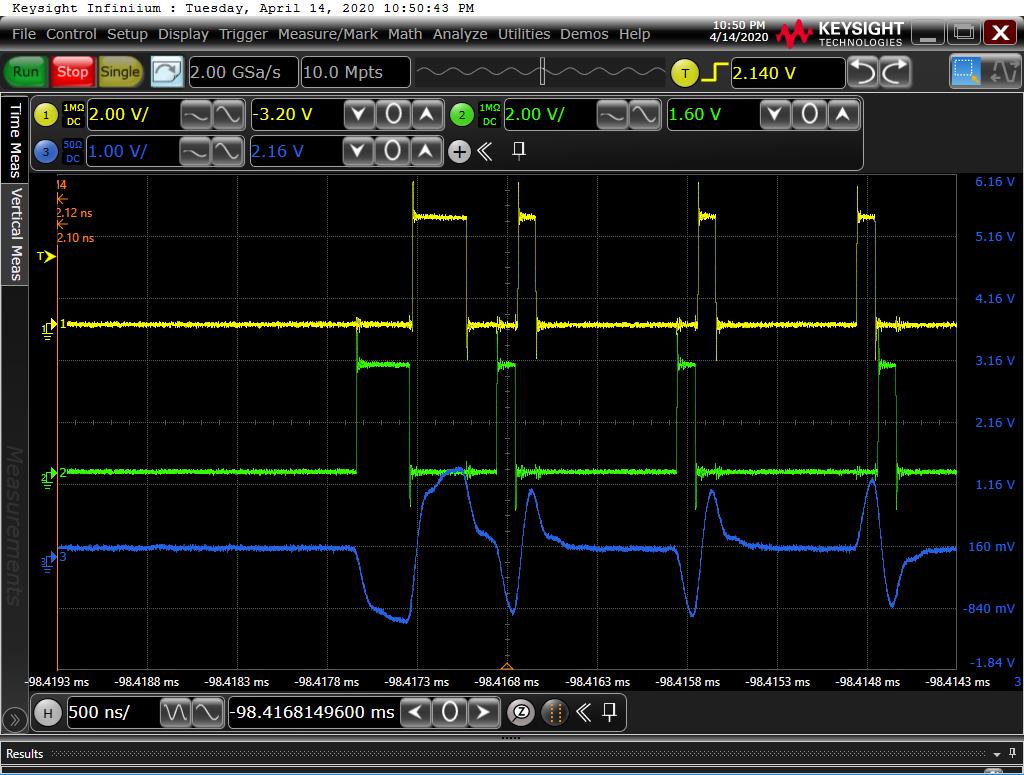 Keysight Infiniium : Tuesday, April 14, 2020 10:50:43 PM
File Control Setup Display Trigger Measure/Mark Math Analyze Utilities Demos Help
10:50 PM
4/14/2020
KEYSIGHT
TECHNOLOGIES
X
Run Stop Single 2.00 GSa/s 10.0 Mpts T 2.140 V
Time Meas
Vertical Meas
Measurements
1 1MΩ DC 2.00 V/ -3.20 V 0 2 1MΩ DC 2.00 V/ 1.60 V 0
3 50Ω DC 1.00 V/ 2.16 V 0 +
2.12 ns
2.10 ns
T
1 1
2 2
3 3
6.16 V
5.16 V
4.16 V
3.16 V
2.16 V
1.16 V
160 mV
-840 mV
-1.84 V
-98.4193 ms -98.4188 ms -98.4183 ms -98.4178 ms -98.4173 ms -98.4168 ms -98.4163 ms -98.4158 ms -98.4153 ms -98.4148 ms -98.4143 ms 3
H 500 ns/ -98.4168149600 ms 0 Z
Results